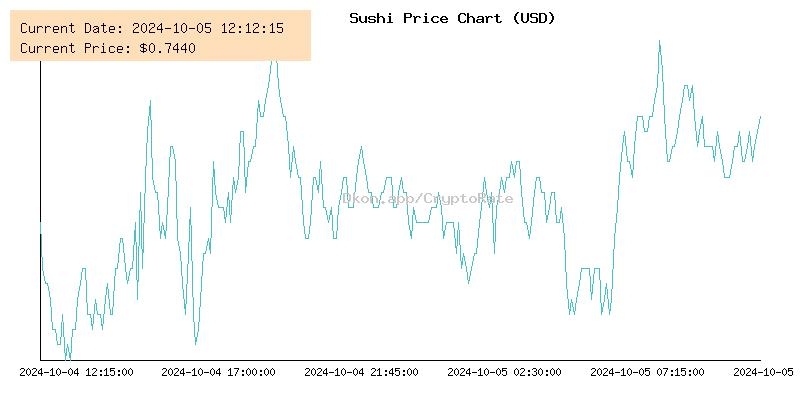 Sushi Price Chart (USD)
Current Date: 2024-10-05 12:12:15
Current Price: $0.7440
Dkon.app/CryptoRate
2024-10-04 12:15:00 2024-10-04 17:00:00 2024-10-04 21:45:00 2024-10-05 02:30:00 2024-10-05 07:15:00 2024-10-05